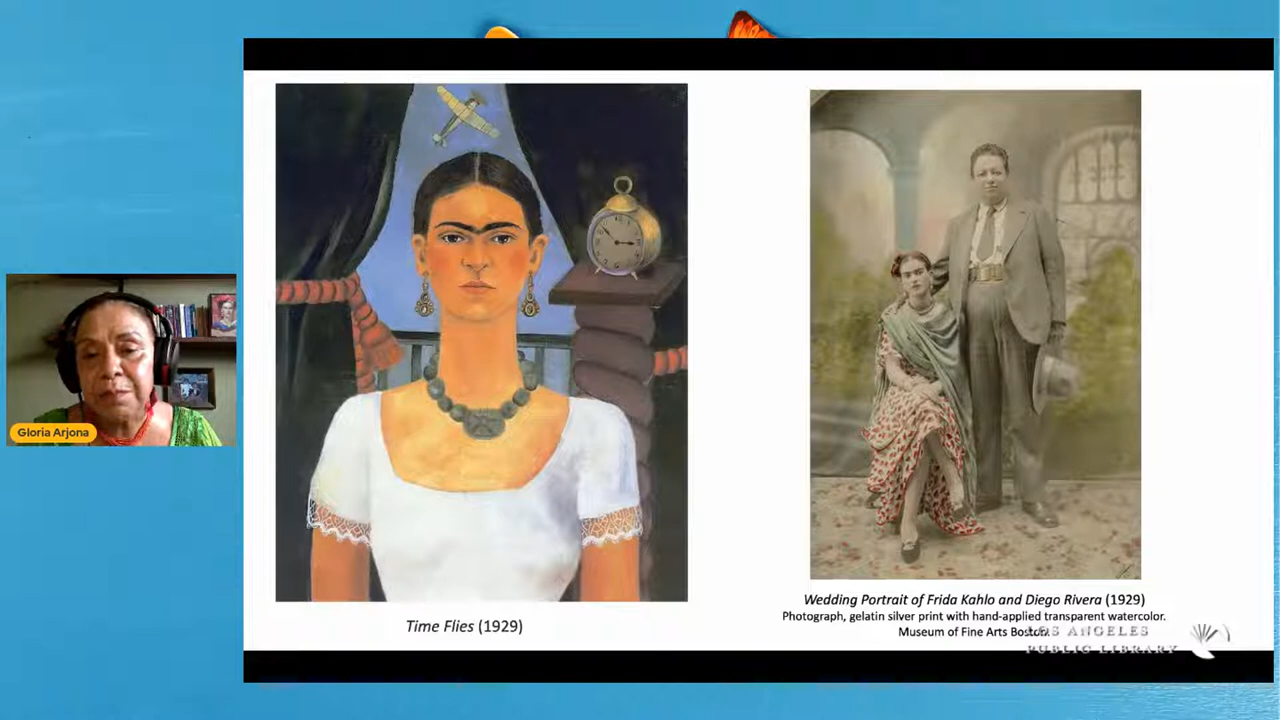 Gloria Arjona
Time Flies (1929)
Wedding Portrait of Frida Kahlo and Diego Rivera (1929)
Photograph, gelatin silver print with hand-applied transparent watercolor.
Museum of Fine Arts Boston.
LOS ANGELES
PUBLIC LIBRARY